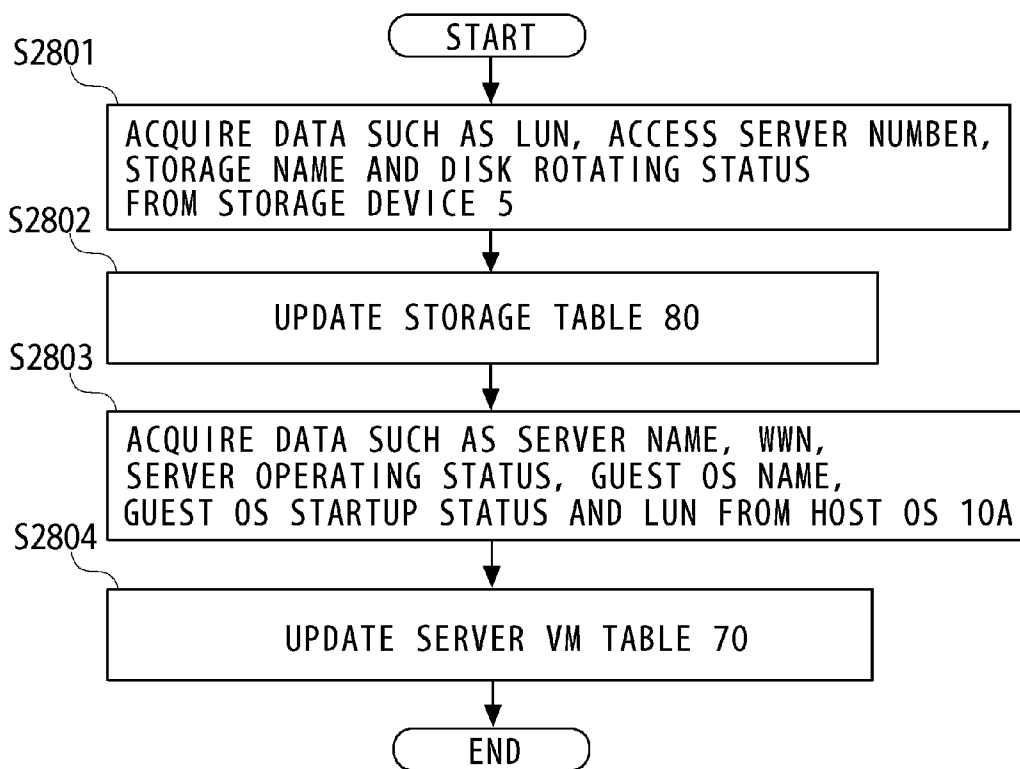 START
S2801
ACQUIRE DATA SUCH AS LUN, ACCESS SERVER NUMBER,
STORAGE NAME AND DISK ROTATING STATUS
FROM STORAGE DEVICE 5
S2802
UPDATE STORAGE TABLE 80
S2803
ACQUIRE DATA SUCH AS SERVER NAME, WWN,
SERVER OPERATING STATUS, GUEST OS NAME,
GUEST OS STARTUP STATUS AND LUN FROM HOST OS 10A
S2804
UPDATE SERVER VM TABLE 70
END